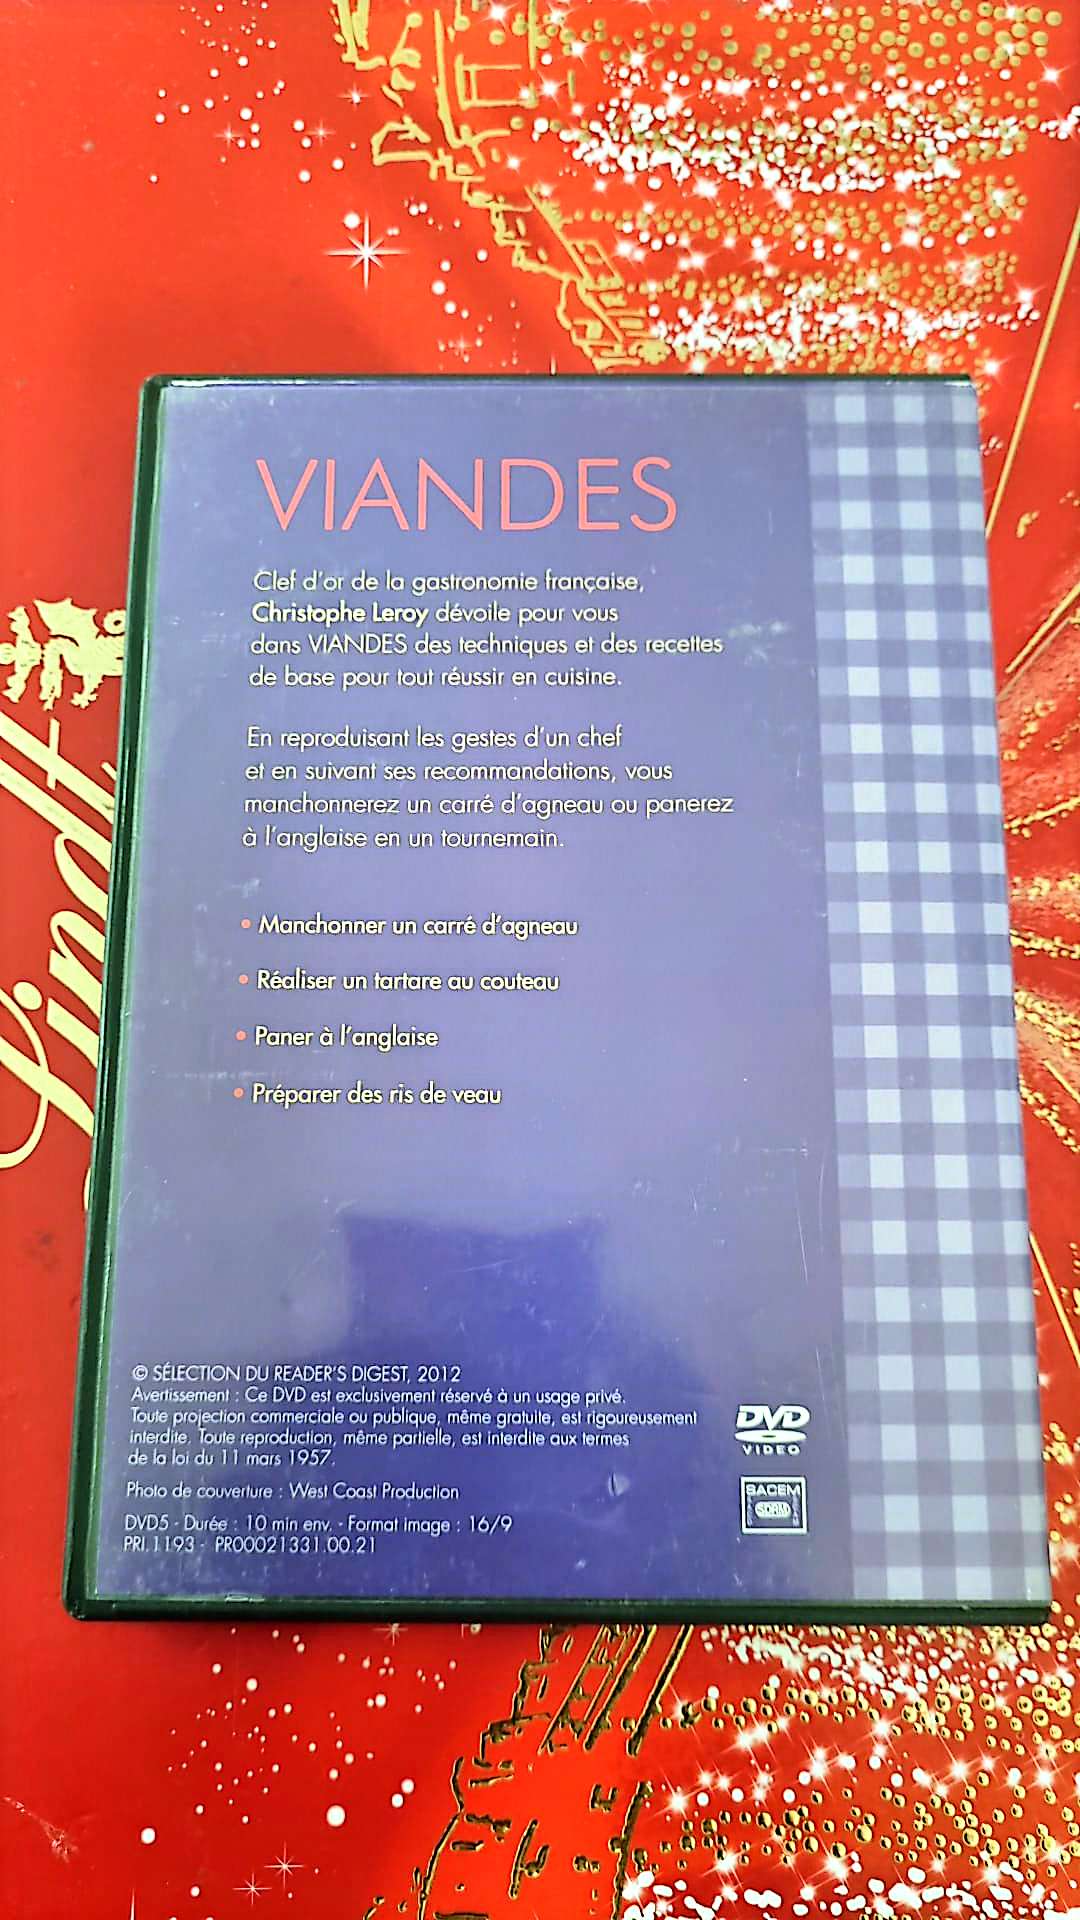 VIANDES
Clef d'or de la gastronomie française,
Christophe Leroy dévoile pour vous
dans VIANDES des techniques et des recettes
de base pour tout réussir en cuisine.
En reproduisant les gestes d'un chef
et en suivant ses recommandations, vous
manchonnerez un carré d'agneau ou panerez
à l'anglaise en un tournemain.
• Manchonner un carré d'agneau
• Réaliser un tartare au couteau
• Paner à l'anglaise
• Préparer des ris de veau
Lindt
© SÉLECTION DU READER'S DIGEST, 2012
Avertissement : Ce DVD est exclusivement réservé à un usage privé.
Toute projection commerciale ou publique, même gratuite, est rigoureusement
interdite. Toute reproduction, même partielle, est interdite aux termes
de la loi du 11 mars 1957.
Photo de couverture : West Coast Production
DVD5 - Durée : 10 min env. - Format image : 16/9
PRI.1193 - PR00021331.00.21
DVD
VIDEO
SACEM
SDRM